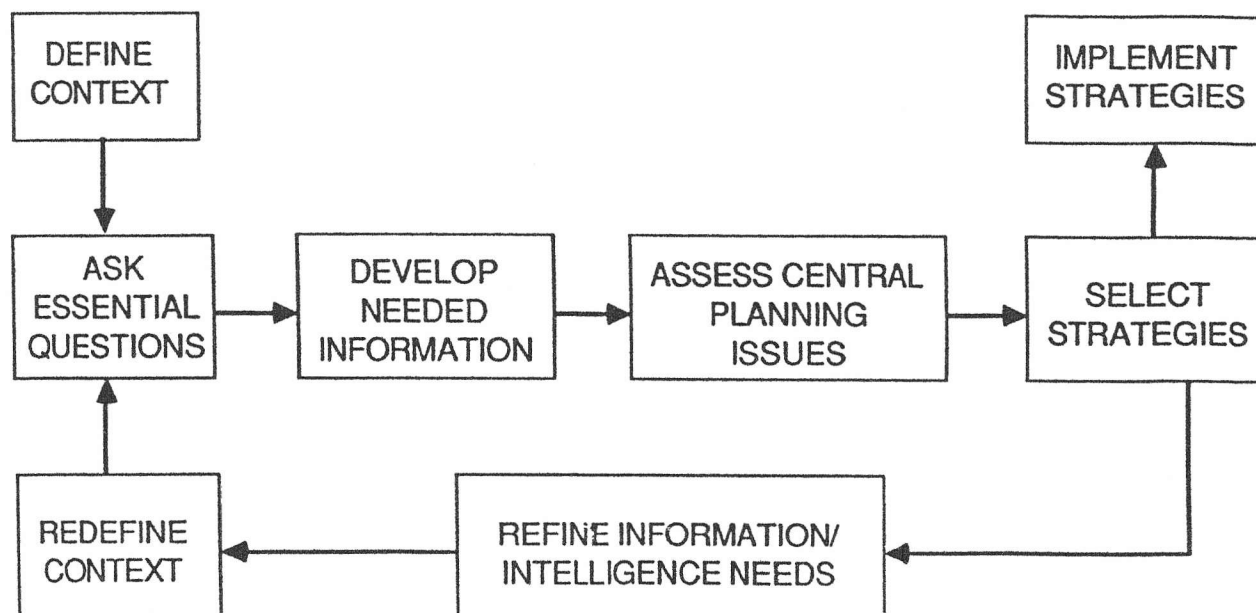 DEFINE
CONTEXT
IMPLEMENT
STRATEGIES
ASK
ESSENTIAL
QUESTIONS
DEVELOP
NEEDED
INFORMATION
ASSESS CENTRAL
PLANNING
ISSUES
SELECT
STRATEGIES
REDEFINE
CONTEXT
REFINE INFORMATION/
INTELLIGENCE NEEDS